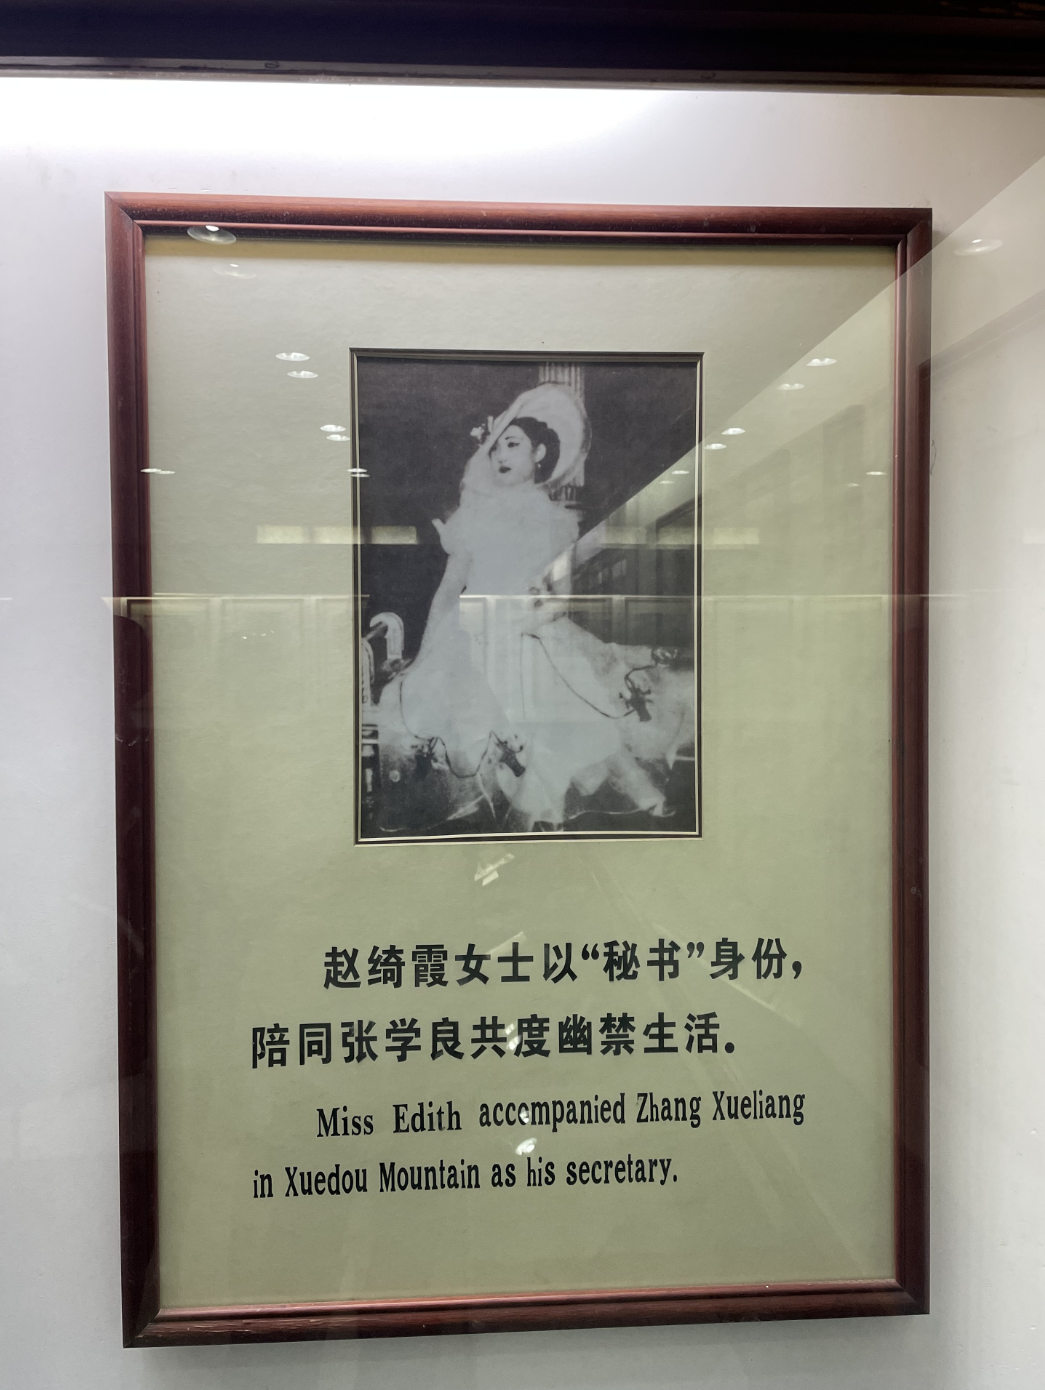 赵绮霞女士以“秘书”身份，
陪同张学良共度幽禁生活.
Miss Edith accompanied Zhang Xueliang
in Xuedou Mountain as his secretary.